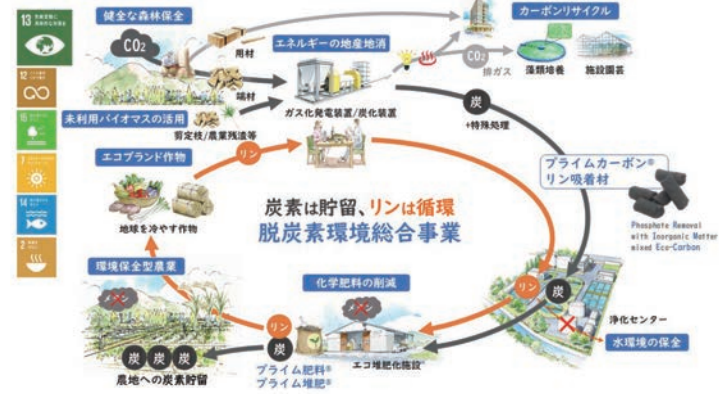 13
健全な森林保全
CO₂
用材
端材
カーボンリサイクル
エネルギーの地産地消
CO₂
排ガス
藻類培養
施設園芸
12
15
7
14
2
未利用バイオマスの活用
剪定枝/農業残渣等
ガス化発電装置/炭化装置
炭
+特殊処理
エコブランド作物
リン
地球を冷やす作物
プライムカーボン®
リン吸着材
Phosphate Removal
with Inorganic Matter
mixed Eco-Carbon
炭素は貯留、リンは循環
脱炭素環境総合事業
環境保全型農業
化学肥料の削減
リン
炭
浄化センター
水環境の保全
リン
炭
エコ堆肥化施設
プライム肥料®
プライム堆肥®
炭 炭 炭
農地への炭素貯留